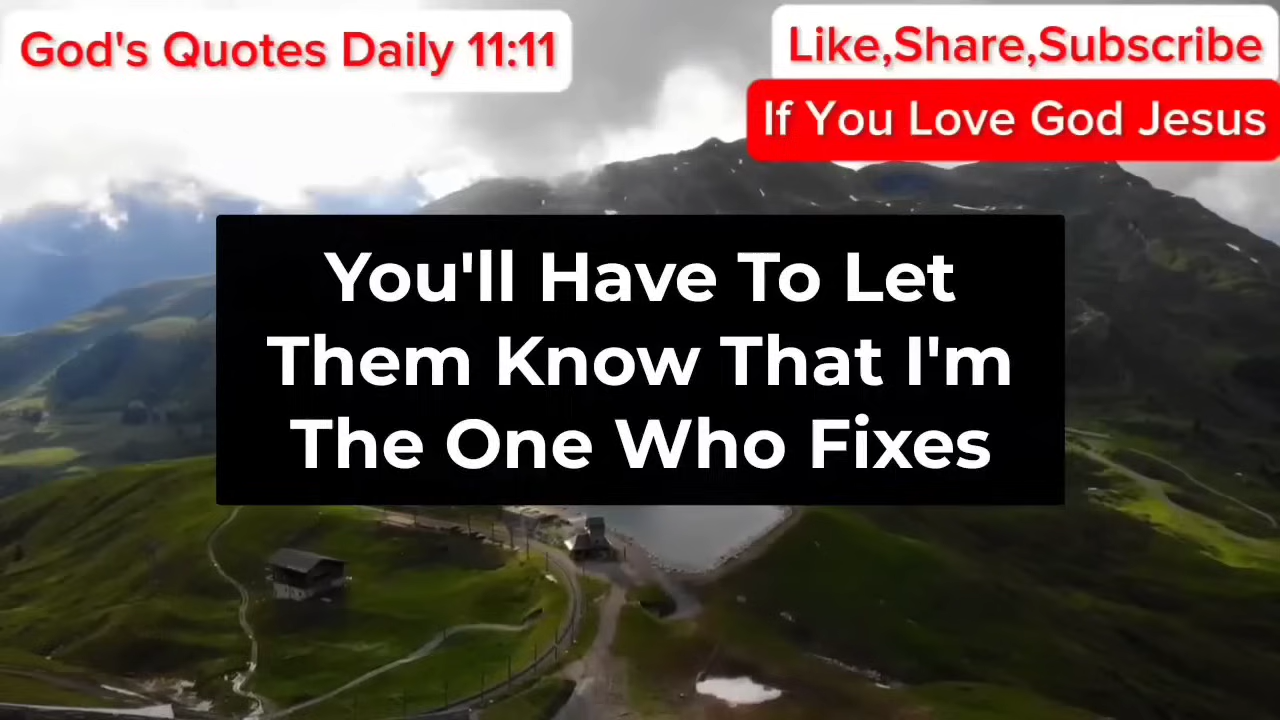 God's Quotes Daily 11:11
Like,Share,Subscribe
If You Love God Jesus
You'll Have To Let
Them Know That I'm
The One Who Fixes